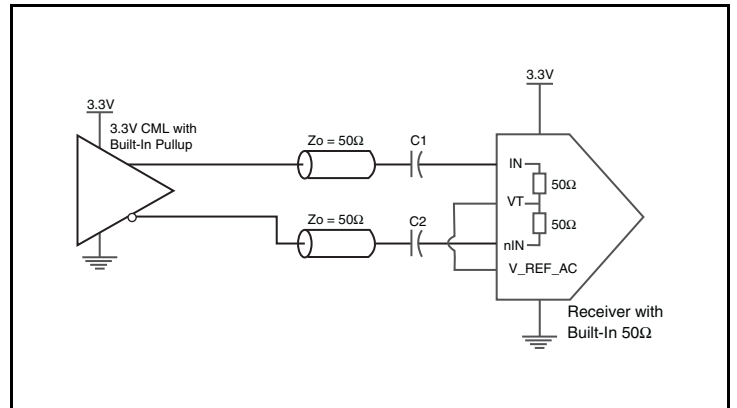 3.3V
3.3V
3.3V CML with
Built-In Pullup
Zo = 50Ω
C1
IN
50Ω
VT
Zo = 50Ω
C2
50Ω
nIN
V_REF_AC
Receiver with
Built-In 50Ω